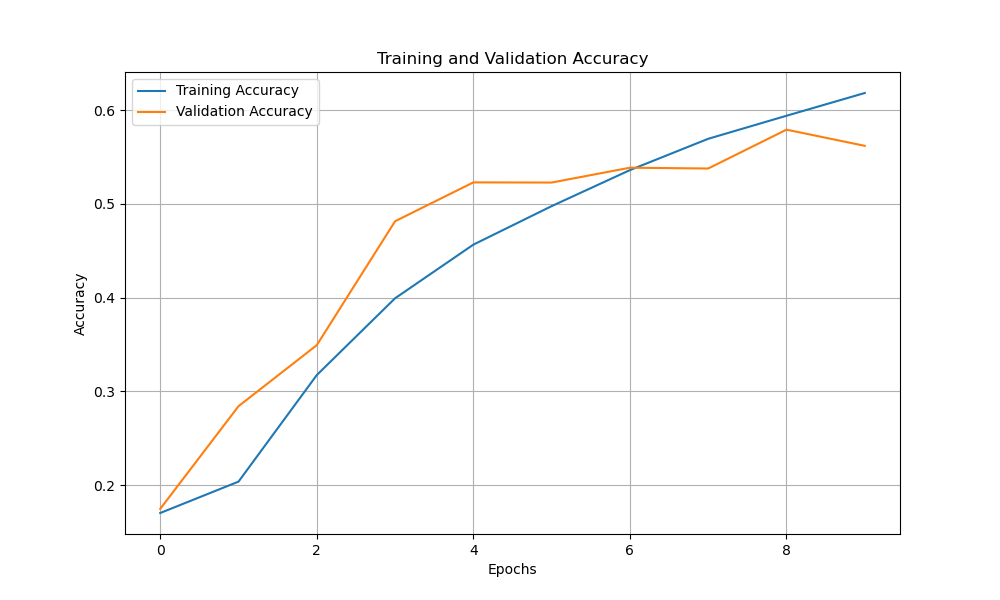 Training and Validation Accuracy
Training Accuracy
Validation Accuracy
0.6
0.5
0.4
0.3
0.2
Accuracy
0 2 4 6 8
Epochs